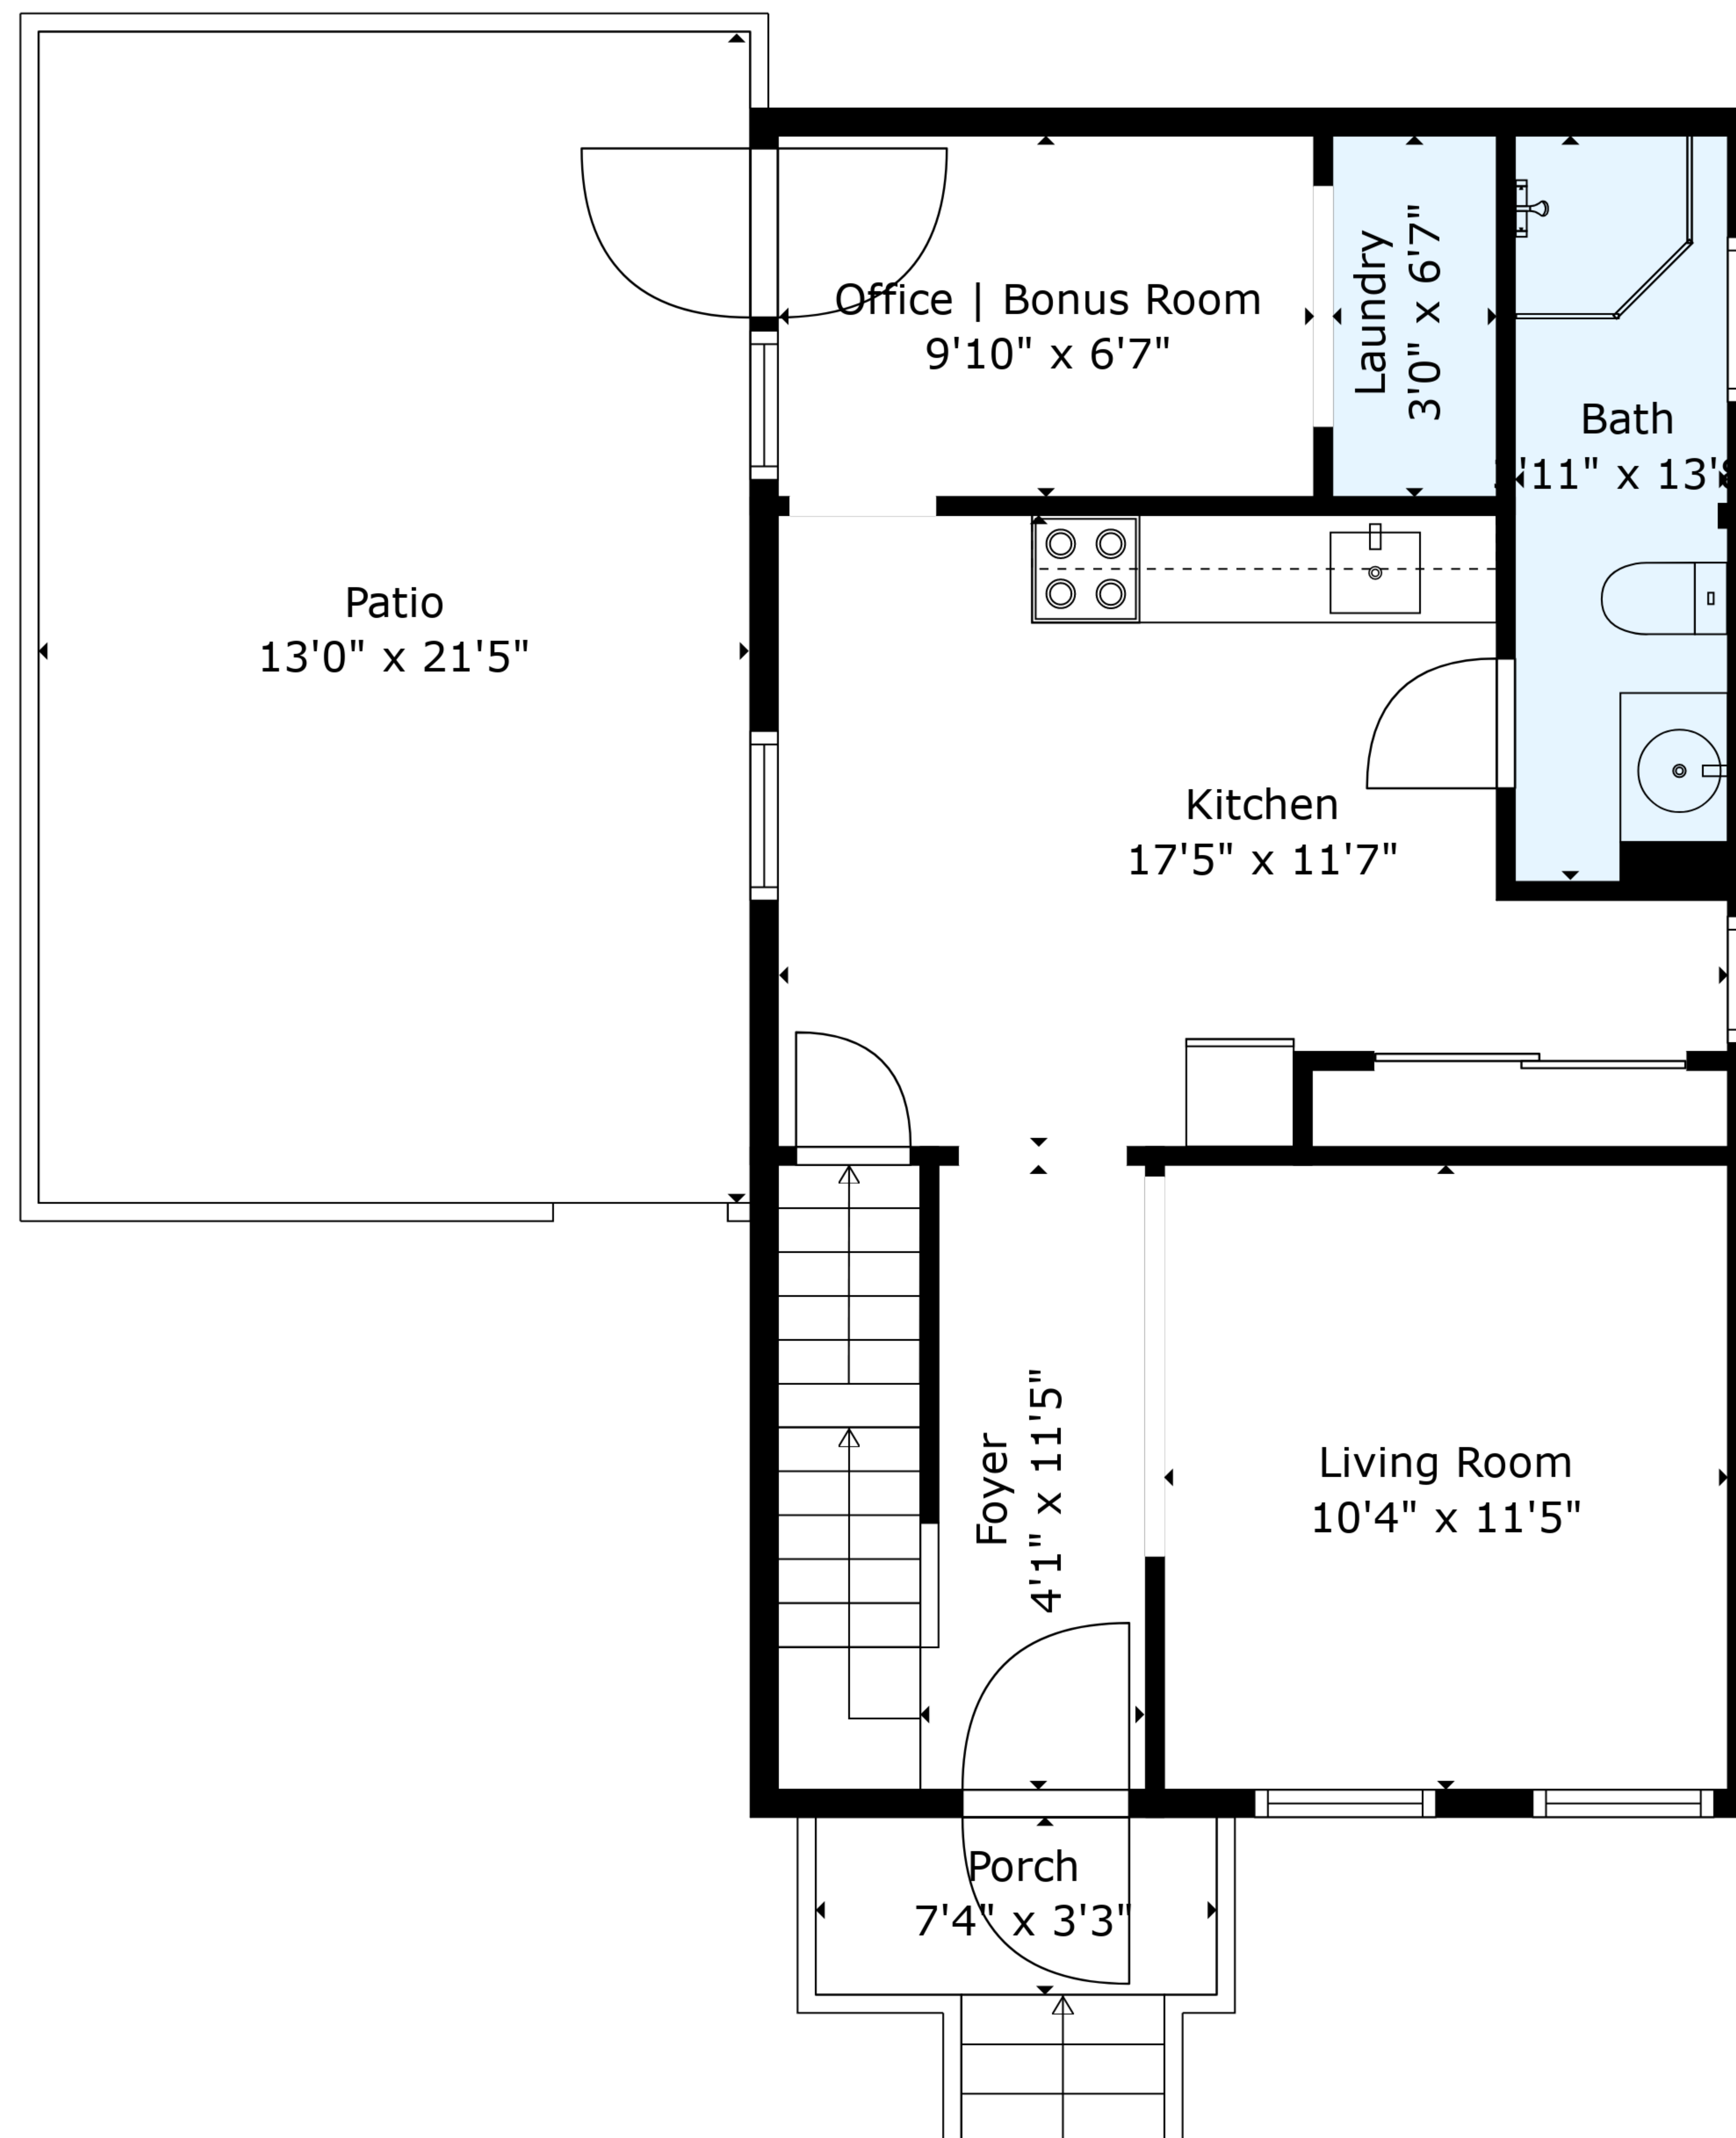 Office | Bonus Room
9'10" x 6'7"
Laundry
3'0" x 6'7"
Bath
'11" x 13'
Patio
13'0" x 21'5"
Kitchen
17'5" x 11'7"
Foyer
4'1" x 11'5"
Living Room
10'4" x 11'5"
Porch
7'4" x 3'3"